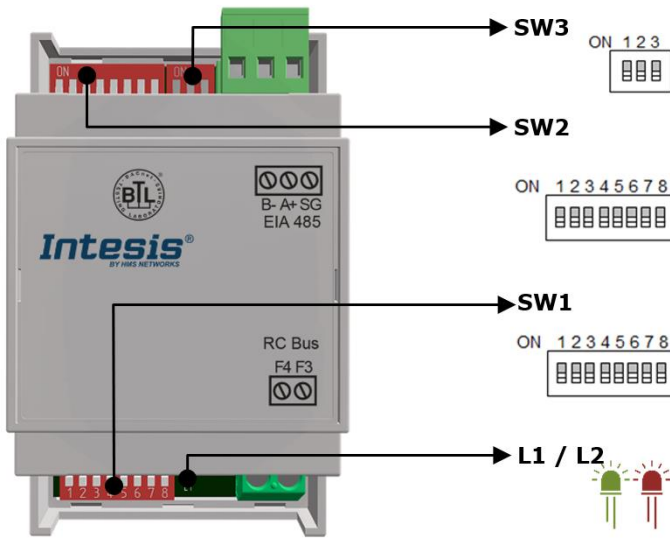 SW3
ON 1 2 3
ON
ON
SW2
BTL
B- A+ SG
EIA 485
ON 1 2 3 4 5 6 7 8
Intesis®
BY HMS NETWORKS
SW1
RC Bus
ON 1 2 3 4 5 6 7 8
F4 F3
L1 / L2
1 2 3 4 5 6 7 8
L1